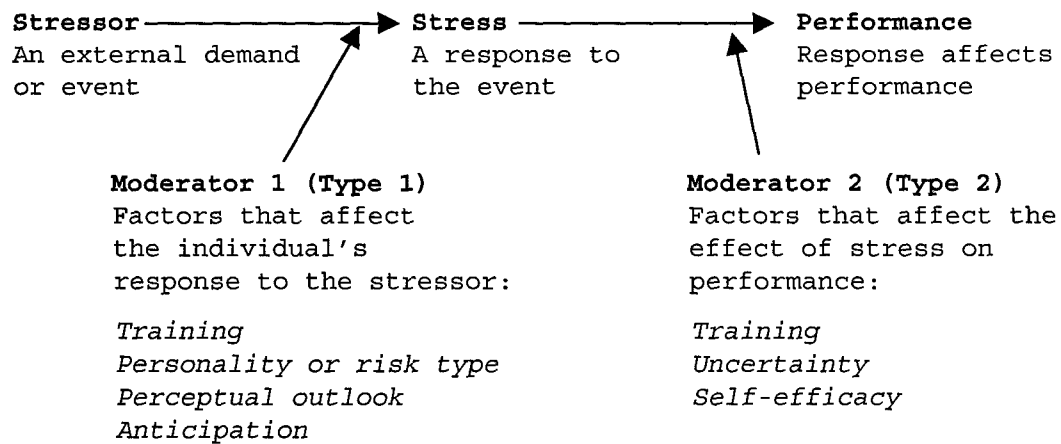 Stressor Stress Performance
An external demand A response to Response affects
or event the event performance
Moderator 1 (Type 1) Moderator 2 (Type 2)
Factors that affect Factors that affect the
the individual's effect of stress on
response to the stressor: performance:
Training Training
Personality or risk type Uncertainty
Perceptual outlook Self-efficacy
Anticipation